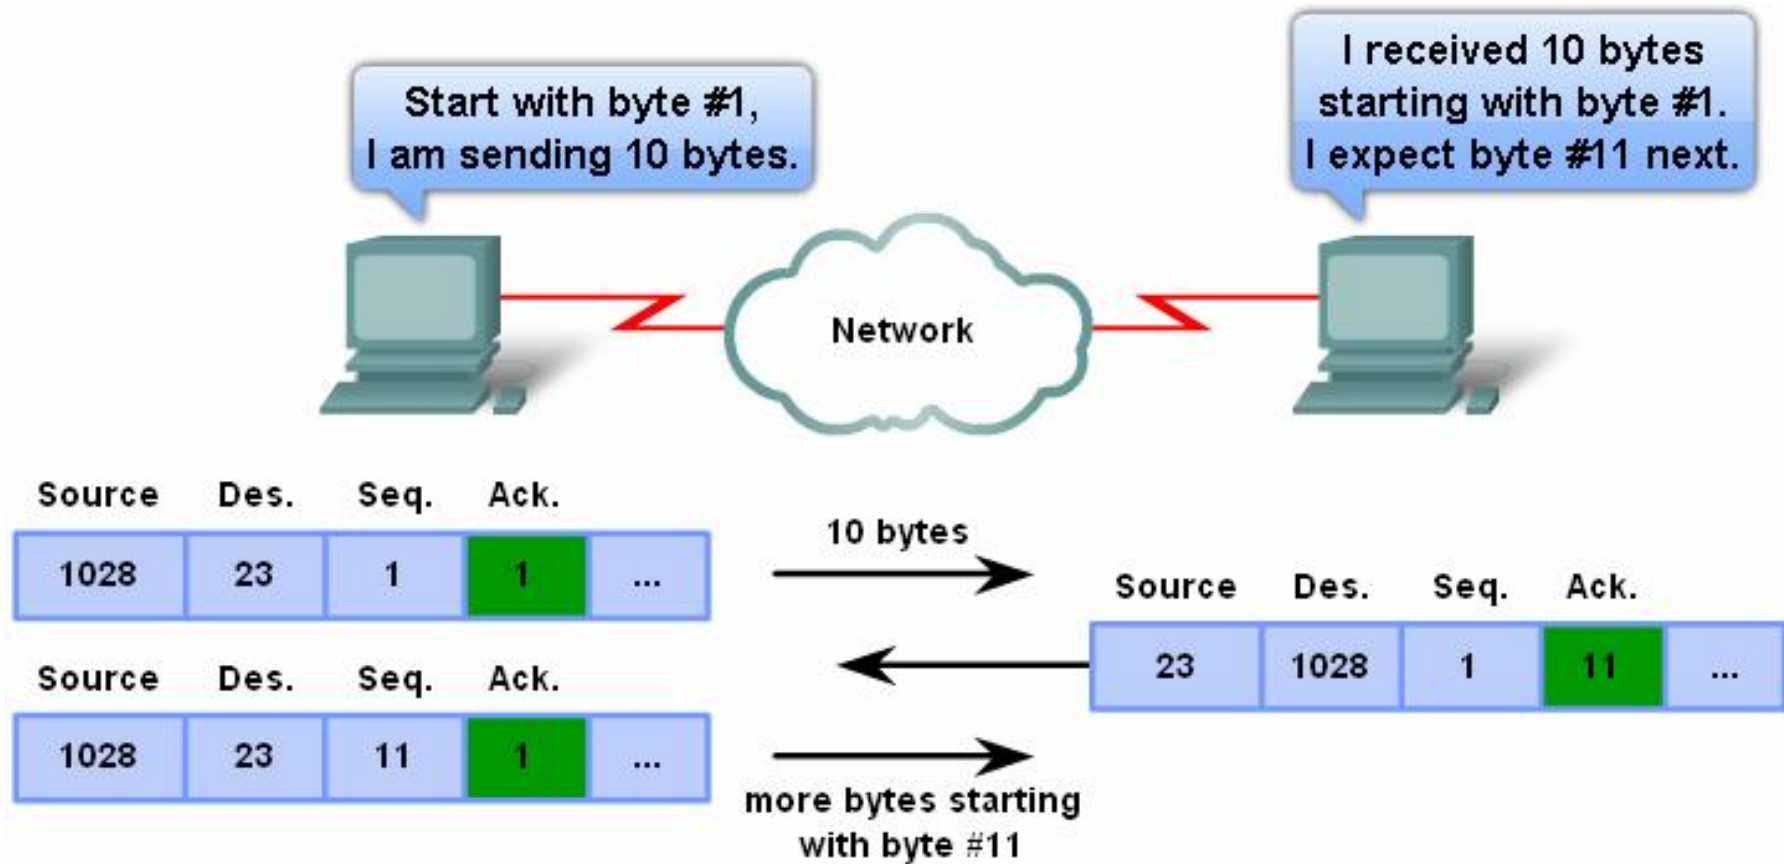 Start with byte #1,
I am sending 10 bytes.
I received 10 bytes
starting with byte #1.
I expect byte #11 next.
Network
Source Des. Seq. Ack.
1028 23 1 1 ...
10 bytes
Source Des. Seq. Ack.
23 1028 1 11 ...
Source Des. Seq. Ack.
1028 23 11 1 ...
more bytes starting
with byte #11